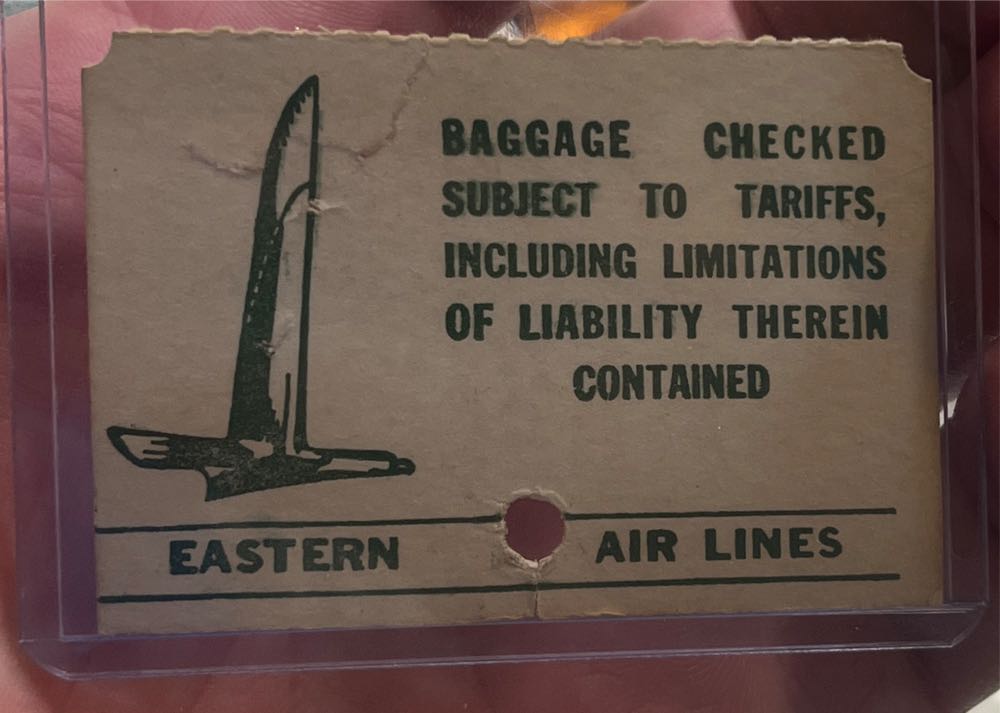 BAGGAGE CHECKED
SUBJECT TO TARIFFS,
INCLUDING LIMITATIONS
OF LIABILITY THEREIN
CONTAINED
EASTERN AIR LINES